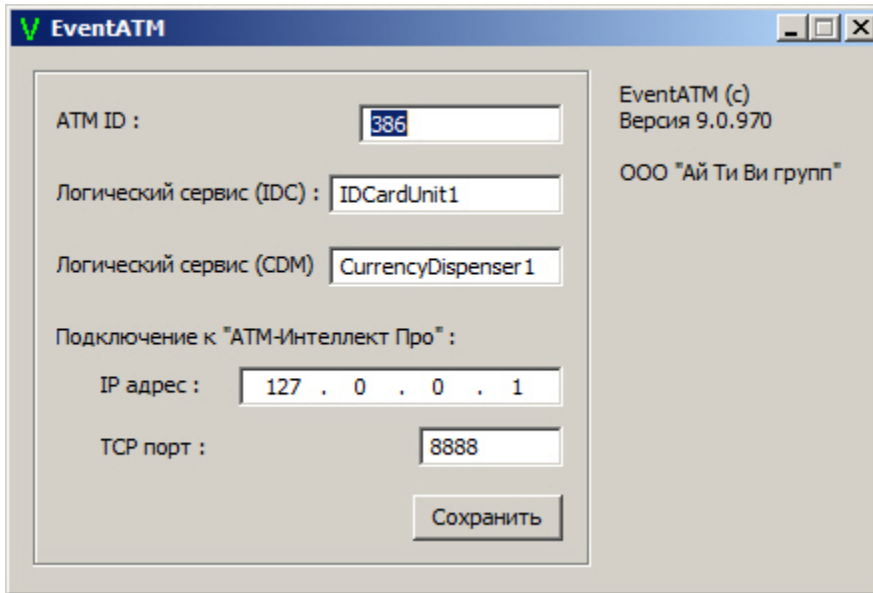 EventATM
ATM ID : 386
Логический сервис (IDC) : IDCardUnit1
Логический сервис (CDM) CurrencyDispenser1
Подключение к "АТМ-Интеллект Про" :
IP адрес : 127 . 0 . 0 . 1
TCP порт : 8888
Сохранить
EventATM (c)
Версия 9.0.970
ООО "Ай Ти Ви групп"